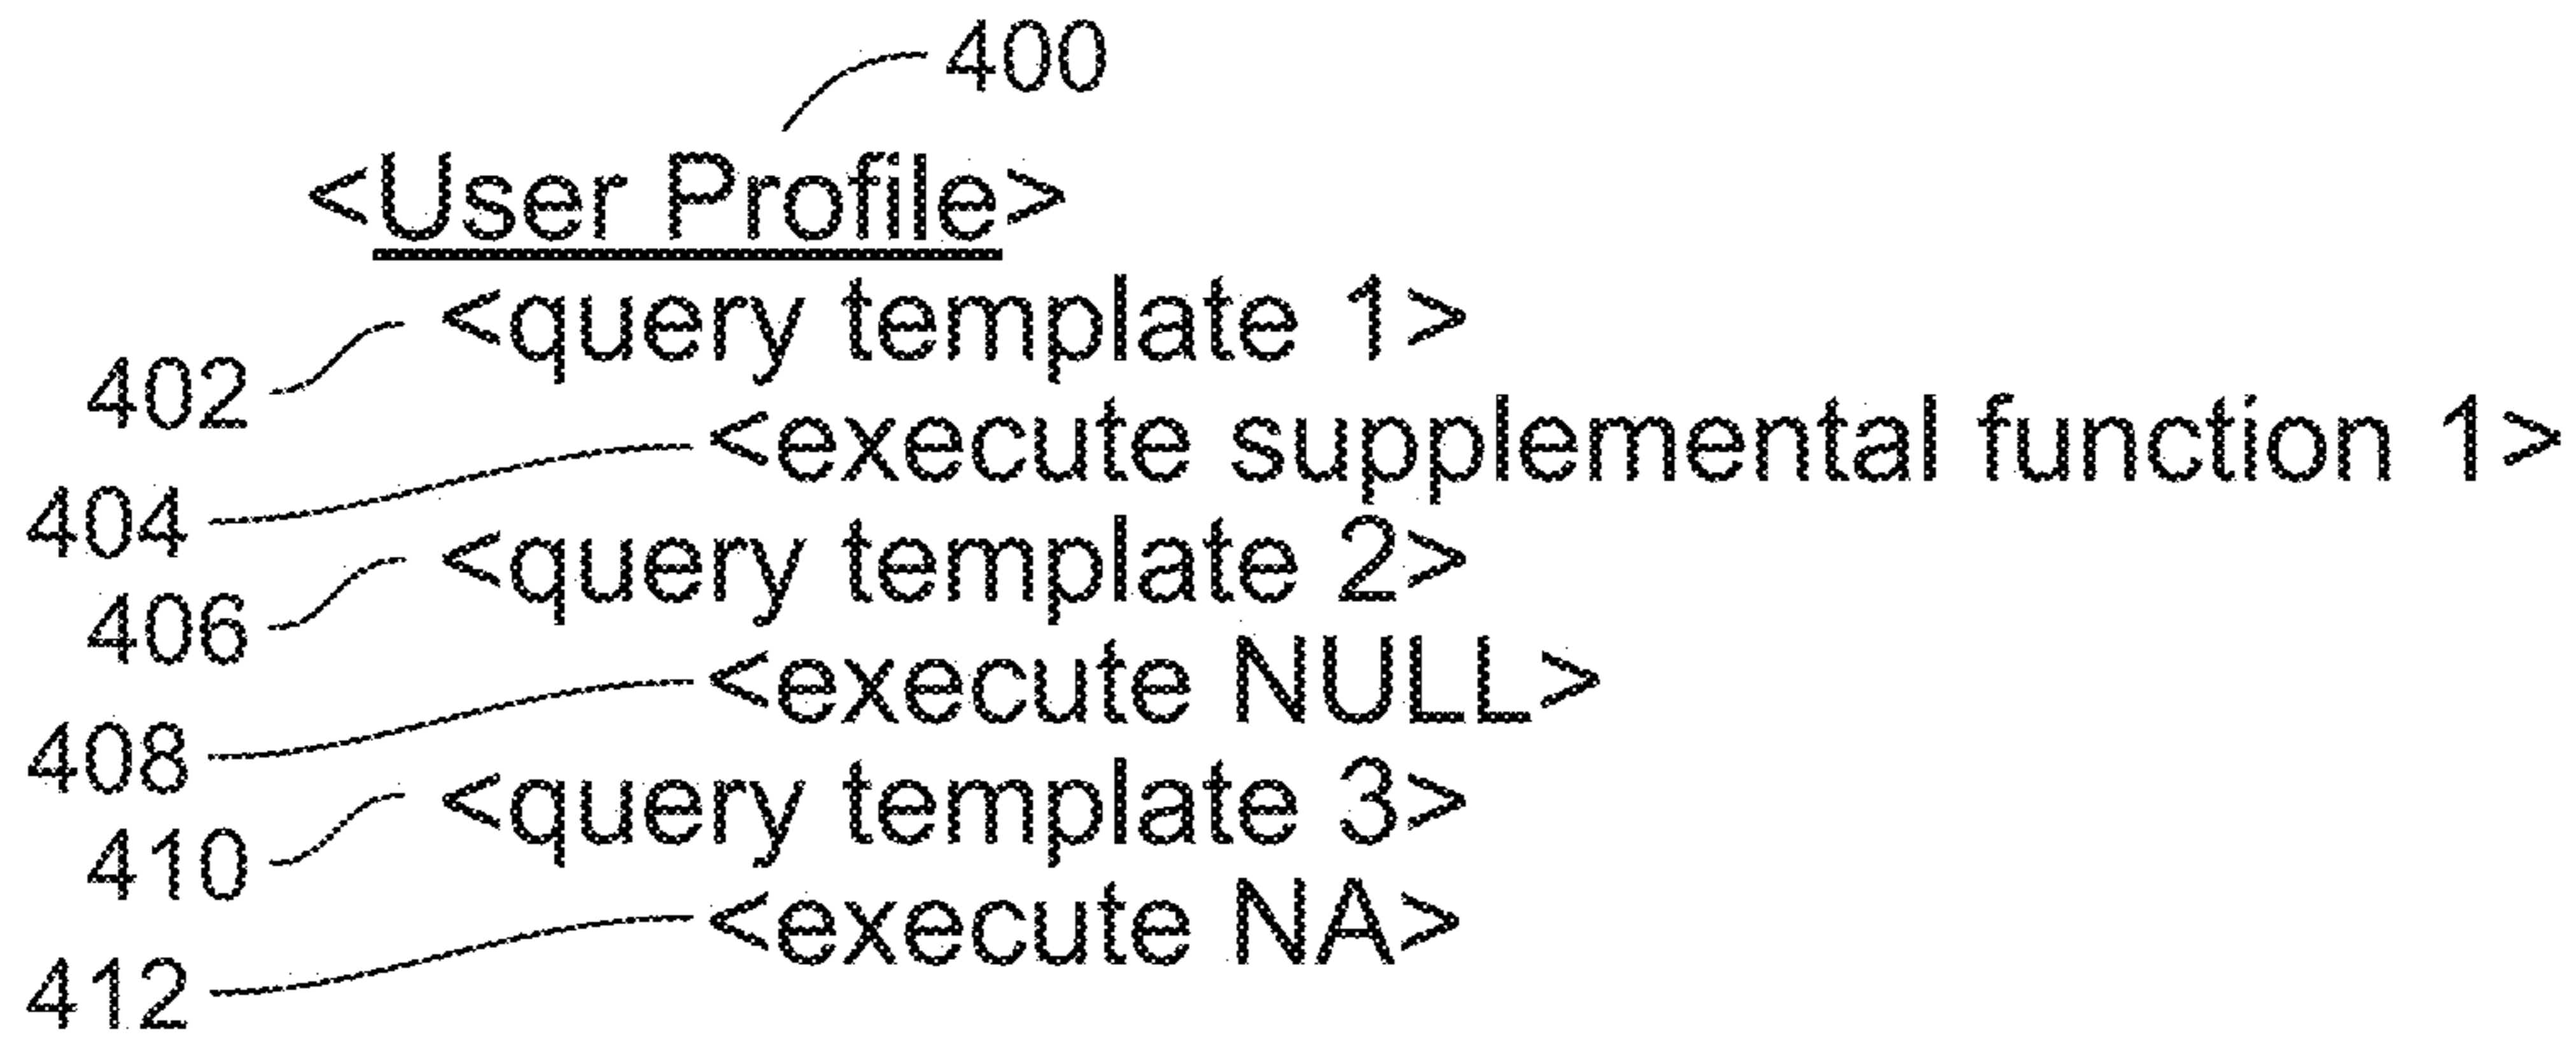 400
<User Profile>
<query template 1>
402
<execute supplemental function 1>
404
<query template 2>
406
<execute NULL>
408
<query template 3>
410
<execute NA>
412